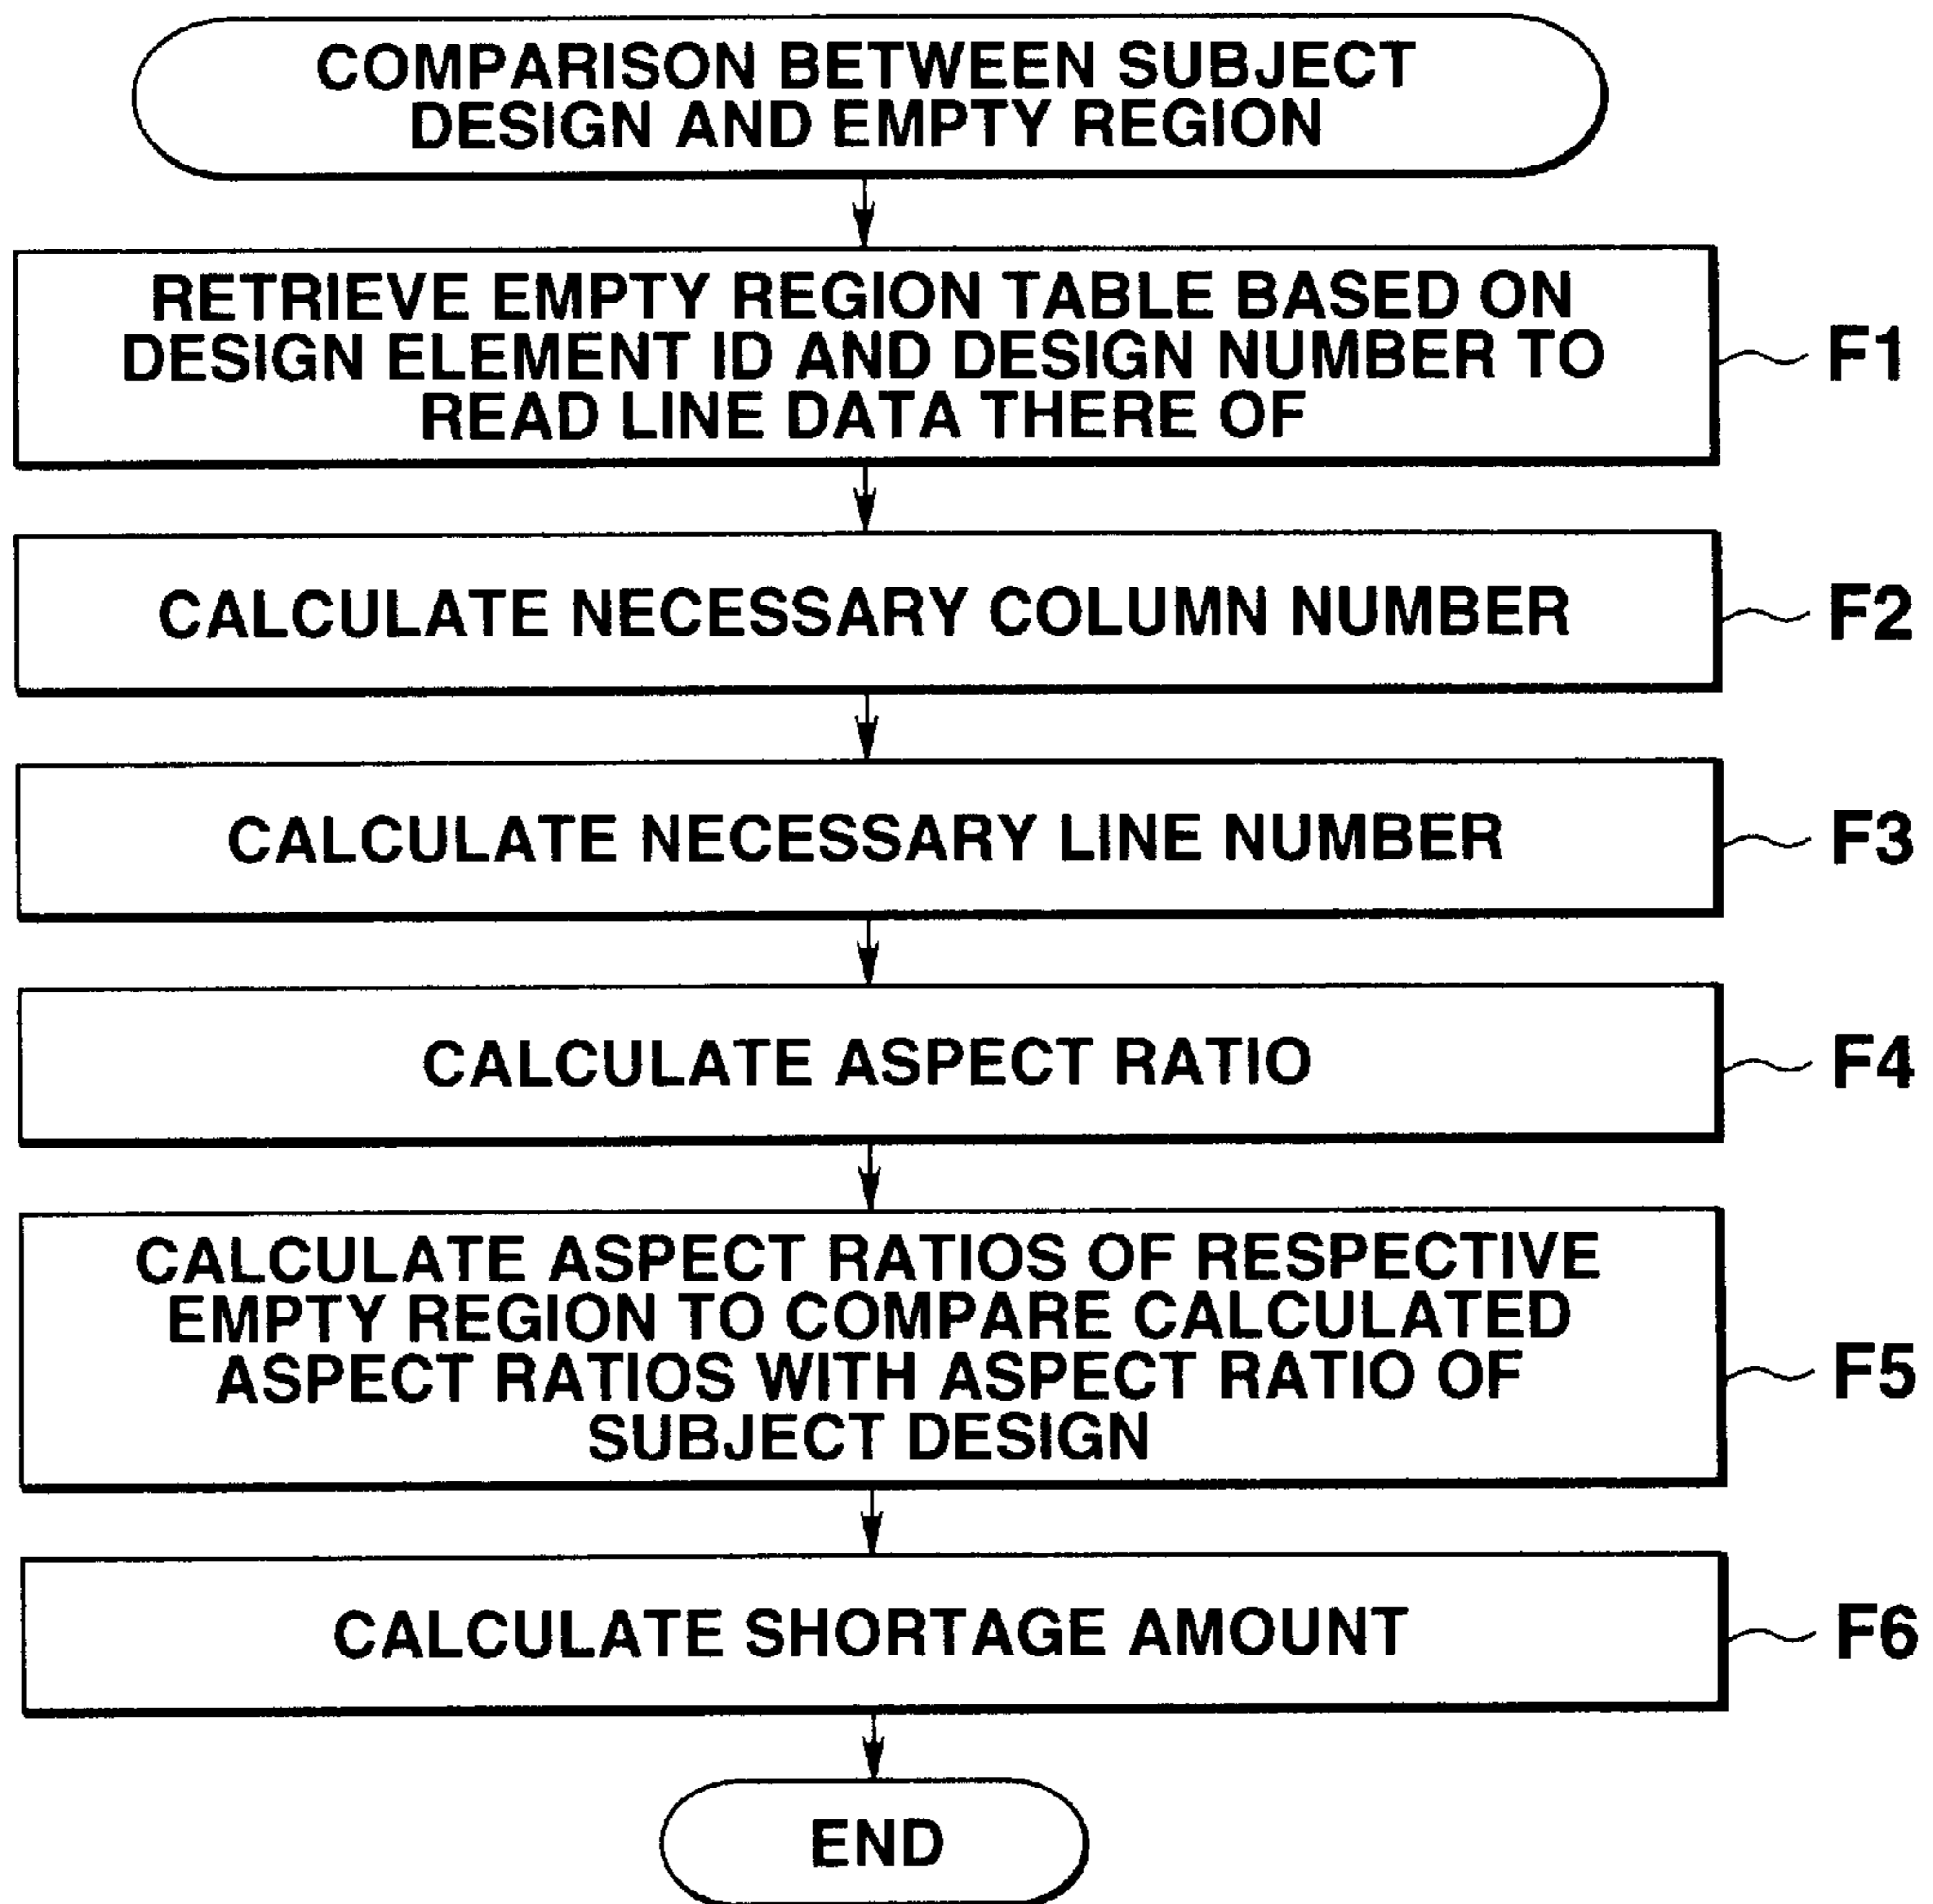 COMPARISON BETWEEN SUBJECT
DESIGN AND EMPTY REGION
RETRIEVE EMPTY REGION TABLE BASED ON
DESIGN ELEMENT ID AND DESIGN NUMBER TO
READ LINE DATA THERE OF
F1
CALCULATE NECESSARY COLUMN NUMBER
F2
CALCULATE NECESSARY LINE NUMBER
F3
CALCULATE ASPECT RATIO
F4
CALCULATE ASPECT RATIOS OF RESPECTIVE
EMPTY REGION TO COMPARE CALCULATED
ASPECT RATIOS WITH ASPECT RATIO OF
SUBJECT DESIGN
F5
CALCULATE SHORTAGE AMOUNT
F6
END